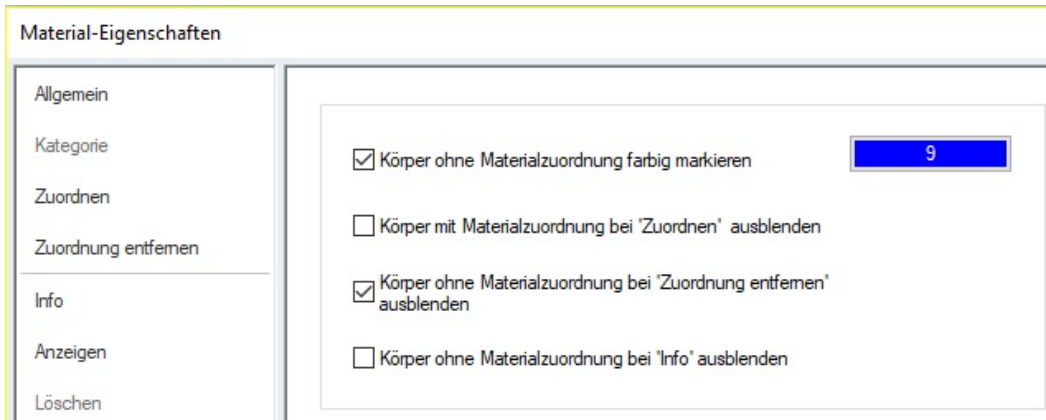 Material-Eigenschaften
Allgemein
Kategorie
Zuordnen
Zuordnung entfernen
Info
Anzeigen
Löschen
Körper ohne Materialzuordnung farbig markieren
9
Körper mit Materialzuordnung bei "Zuordnen" ausblenden
Körper ohne Materialzuordnung bei "Zuordnung entfernen"
ausblenden
Körper ohne Materialzuordnung bei "Info" ausblenden